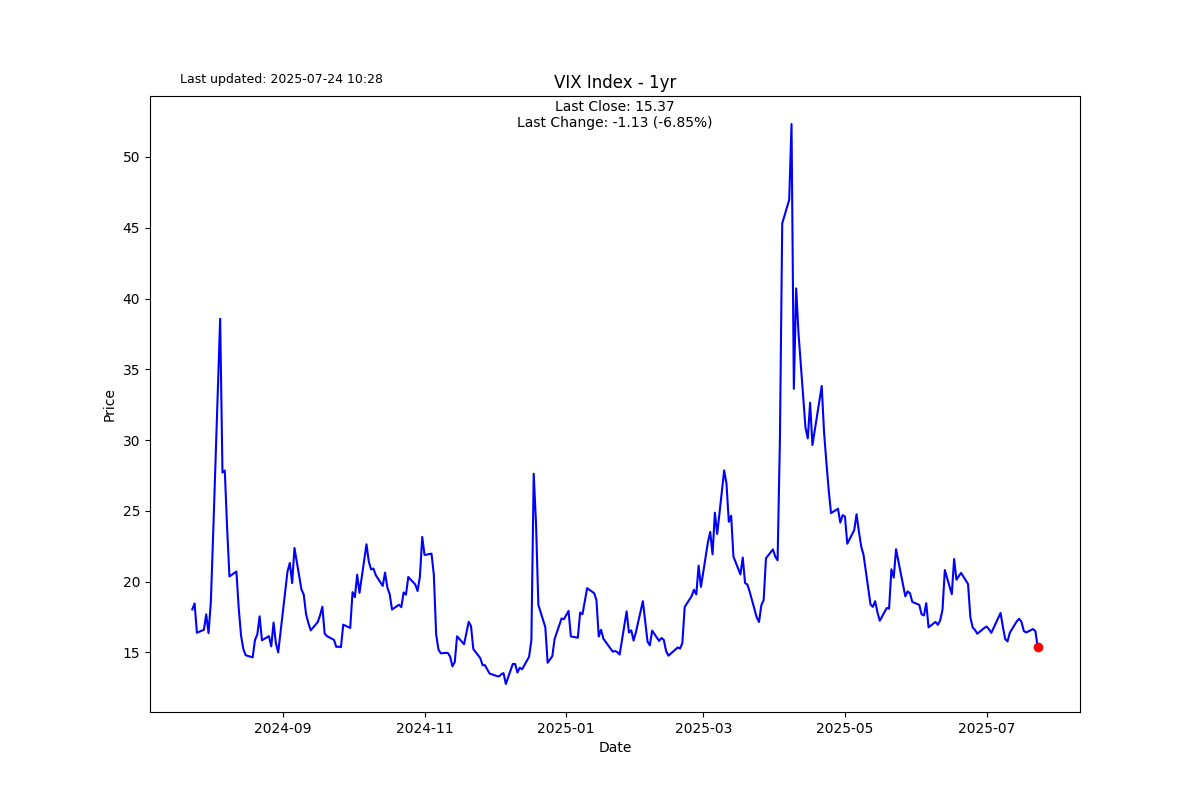 Last updated: 2025-07-24 10:28
VIX Index - 1yr
Last Close: 15.37
Last Change: -1.13 (-6.85%)
50
45
40
35
30
25
20
15
Price
2024-09
2024-11
2025-01
2025-03
2025-05
2025-07
Date